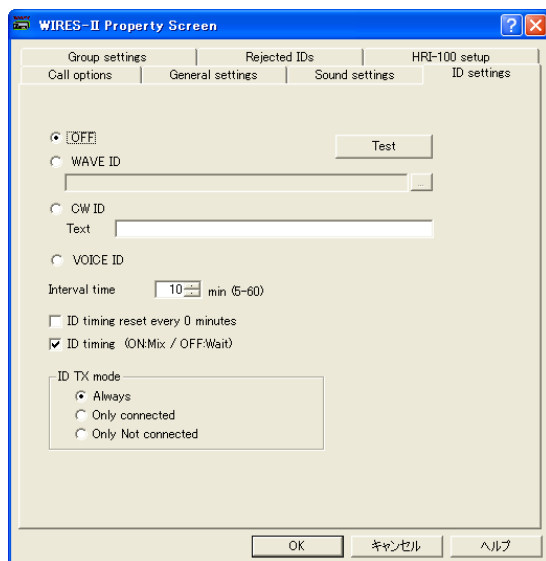 WIRES-II Property Screen
Group settings Rejected IDs HRI-100 setup
Call options General settings Sound settings ID settings
OFF
Test
WAVE ID
...
CW ID
Text
VOICE ID
Interval time 10 min (5-60)
ID timing reset every 0 minutes
ID timing (ON:Mix / OFF:Wait)
ID TX mode
Always
Only connected
Only Not connected
OK キャンセル ヘルプ